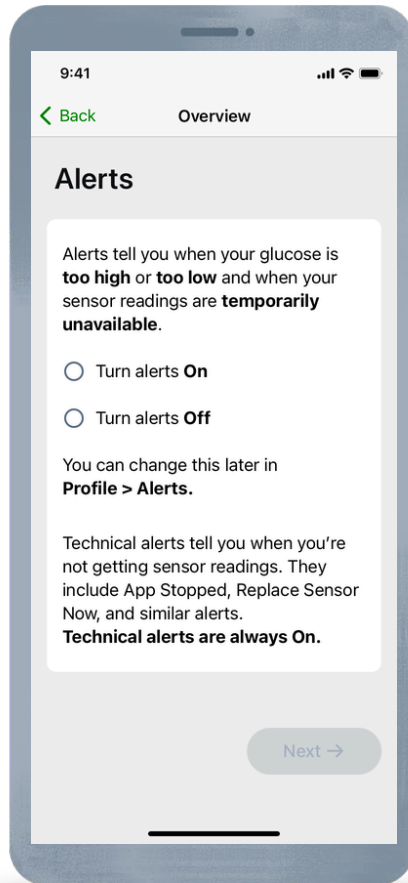 9:41
Back
Overview
Alerts
Alerts tell you when your glucose is
too high or too low and when your
sensor readings are temporarily
unavailable.
Turn alerts On
Turn alerts Off
You can change this later in
Profile > Alerts.
Technical alerts tell you when you’re
not getting sensor readings. They
include App Stopped, Replace Sensor
Now, and similar alerts.
Technical alerts are always On.
Next →